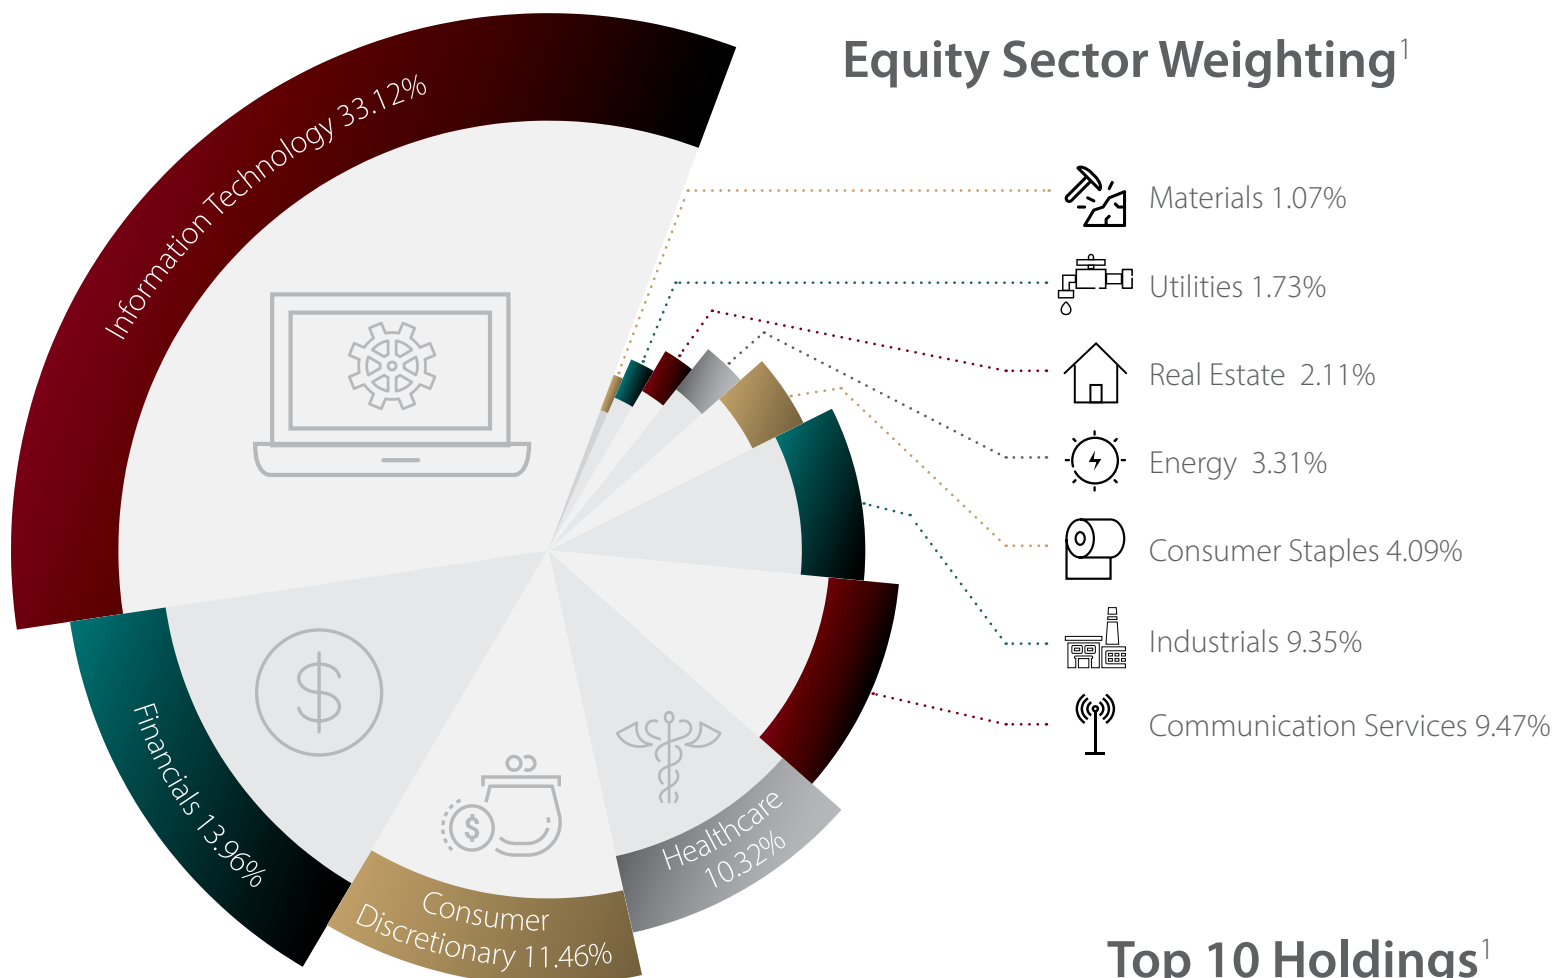 Equity Sector Weighting¹
Information Technology 33.12%
Materials 1.07%
Utilities 1.73%
Real Estate 2.11%
Energy 3.31%
Consumer Staples 4.09%
Industrials 9.35%
Communication Services 9.47%
Healthcare
10.32%
Consumer
Discretionary 11.46%
Financials 13.96%
$
$
Top 10 Holdings¹